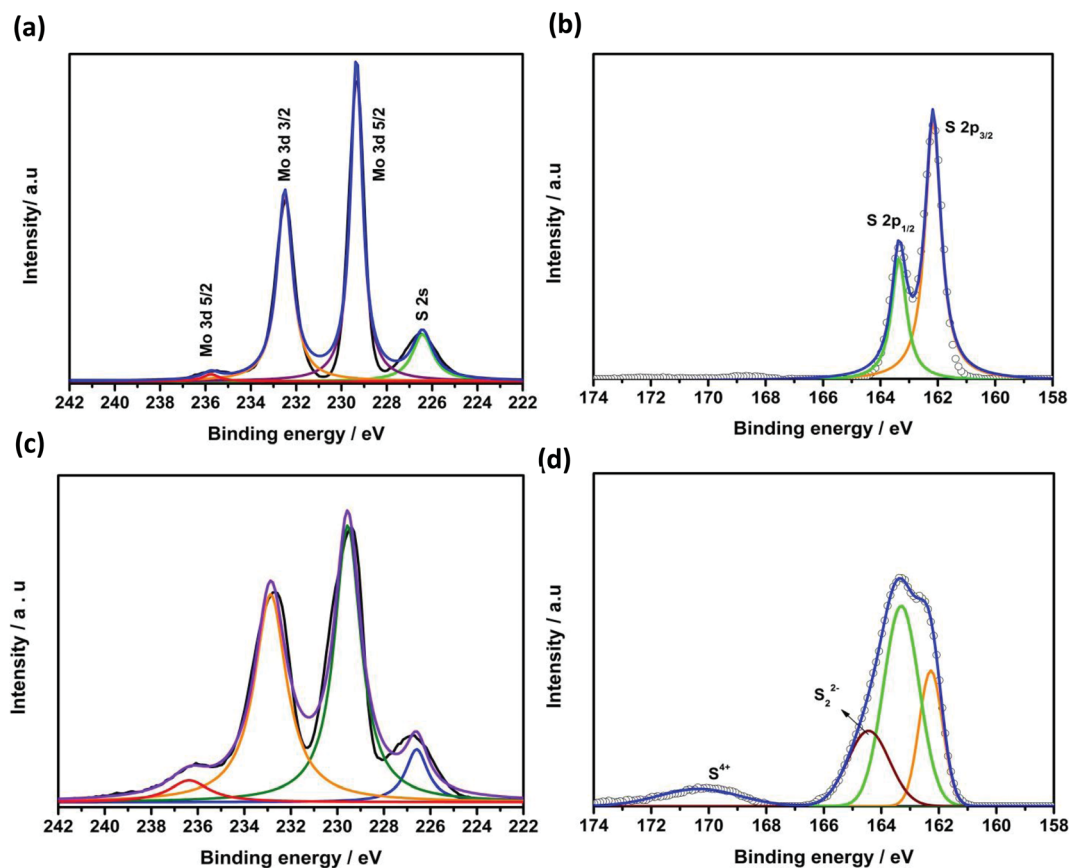 (a)
Intensity/ a.u
Mo 3d 5/2
Mo 3d 3/2
Mo 3d 5/2
S 2s
242 240 238 236 234 232 230 228 226 224 222
Binding energy / eV
(b)
Intensity / a.u
S 2p1/2
S 2p3/2
174 172 170 168 166 164 162 160 158
Binding energy / eV
(c)
Intensity / a . u
242 240 238 236 234 232 230 228 226 224 222
Binding energy / eV
(d)
Intensity / a.u
S⁴⁺
S₂²⁻
174 172 170 168 166 164 162 160 158
Binding energy / eV